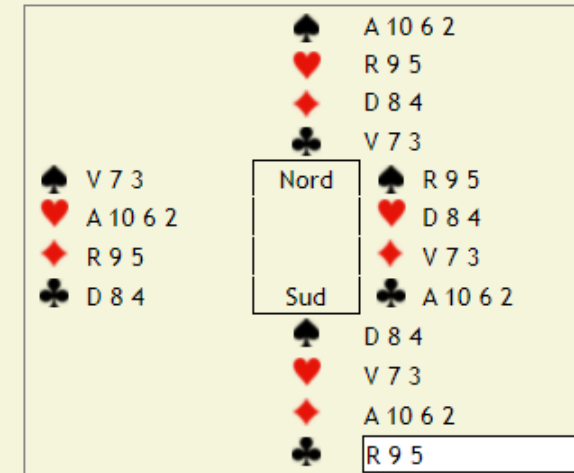 ♠ A 10 6 2
♥ R 9 5
♦ D 8 4
♣ V 7 3
♠ V 7 3 Nord ♠ R 9 5
♥ A 10 6 2 ♥ D 8 4
♦ R 9 5 ♦ V 7 3
♣ D 8 4 Sud ♣ A 10 6 2
♠ D 8 4
♥ V 7 3
♦ A 10 6 2
♣ R 9 5